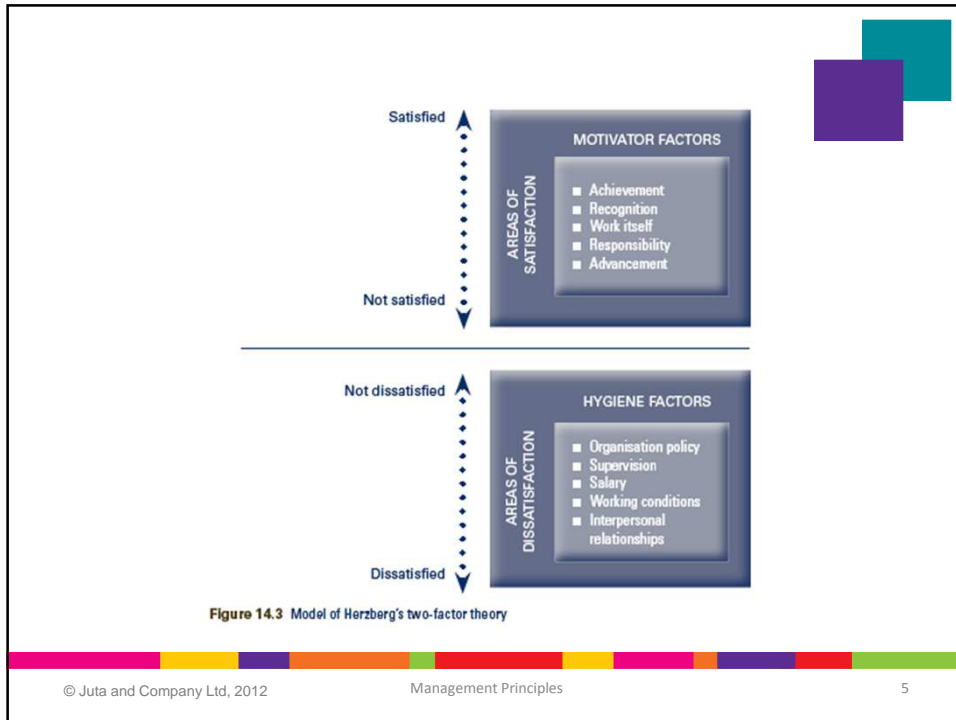 Satisfied
MOTIVATOR FACTORS
AREAS OF
SATISFACTION
■ Achievement
■ Recognition
■ Work itself
■ Responsibility
■ Advancement
Not satisfied
Not dissatisfied
HYGIENE FACTORS
AREAS OF
DISSATISFACTION
■ Organisation policy
■ Supervision
■ Salary
■ Working conditions
■ Interpersonal
relationships
Dissatisfied
Figure 14.3 Model of Herzberg's two-factor theory
© Juta and Company Ltd, 2012
Management Principles
5